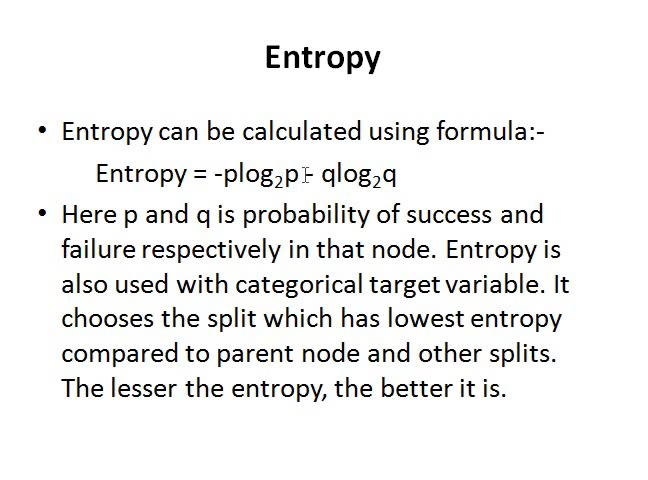 Entropy
• Entropy can be calculated using formula:-
Entropy = -plog₂p - qlog₂q
• Here p and q is probability of success and
failure respectively in that node. Entropy is
also used with categorical target variable. It
chooses the split which has lowest entropy
compared to parent node and other splits.
The lesser the entropy, the better it is.